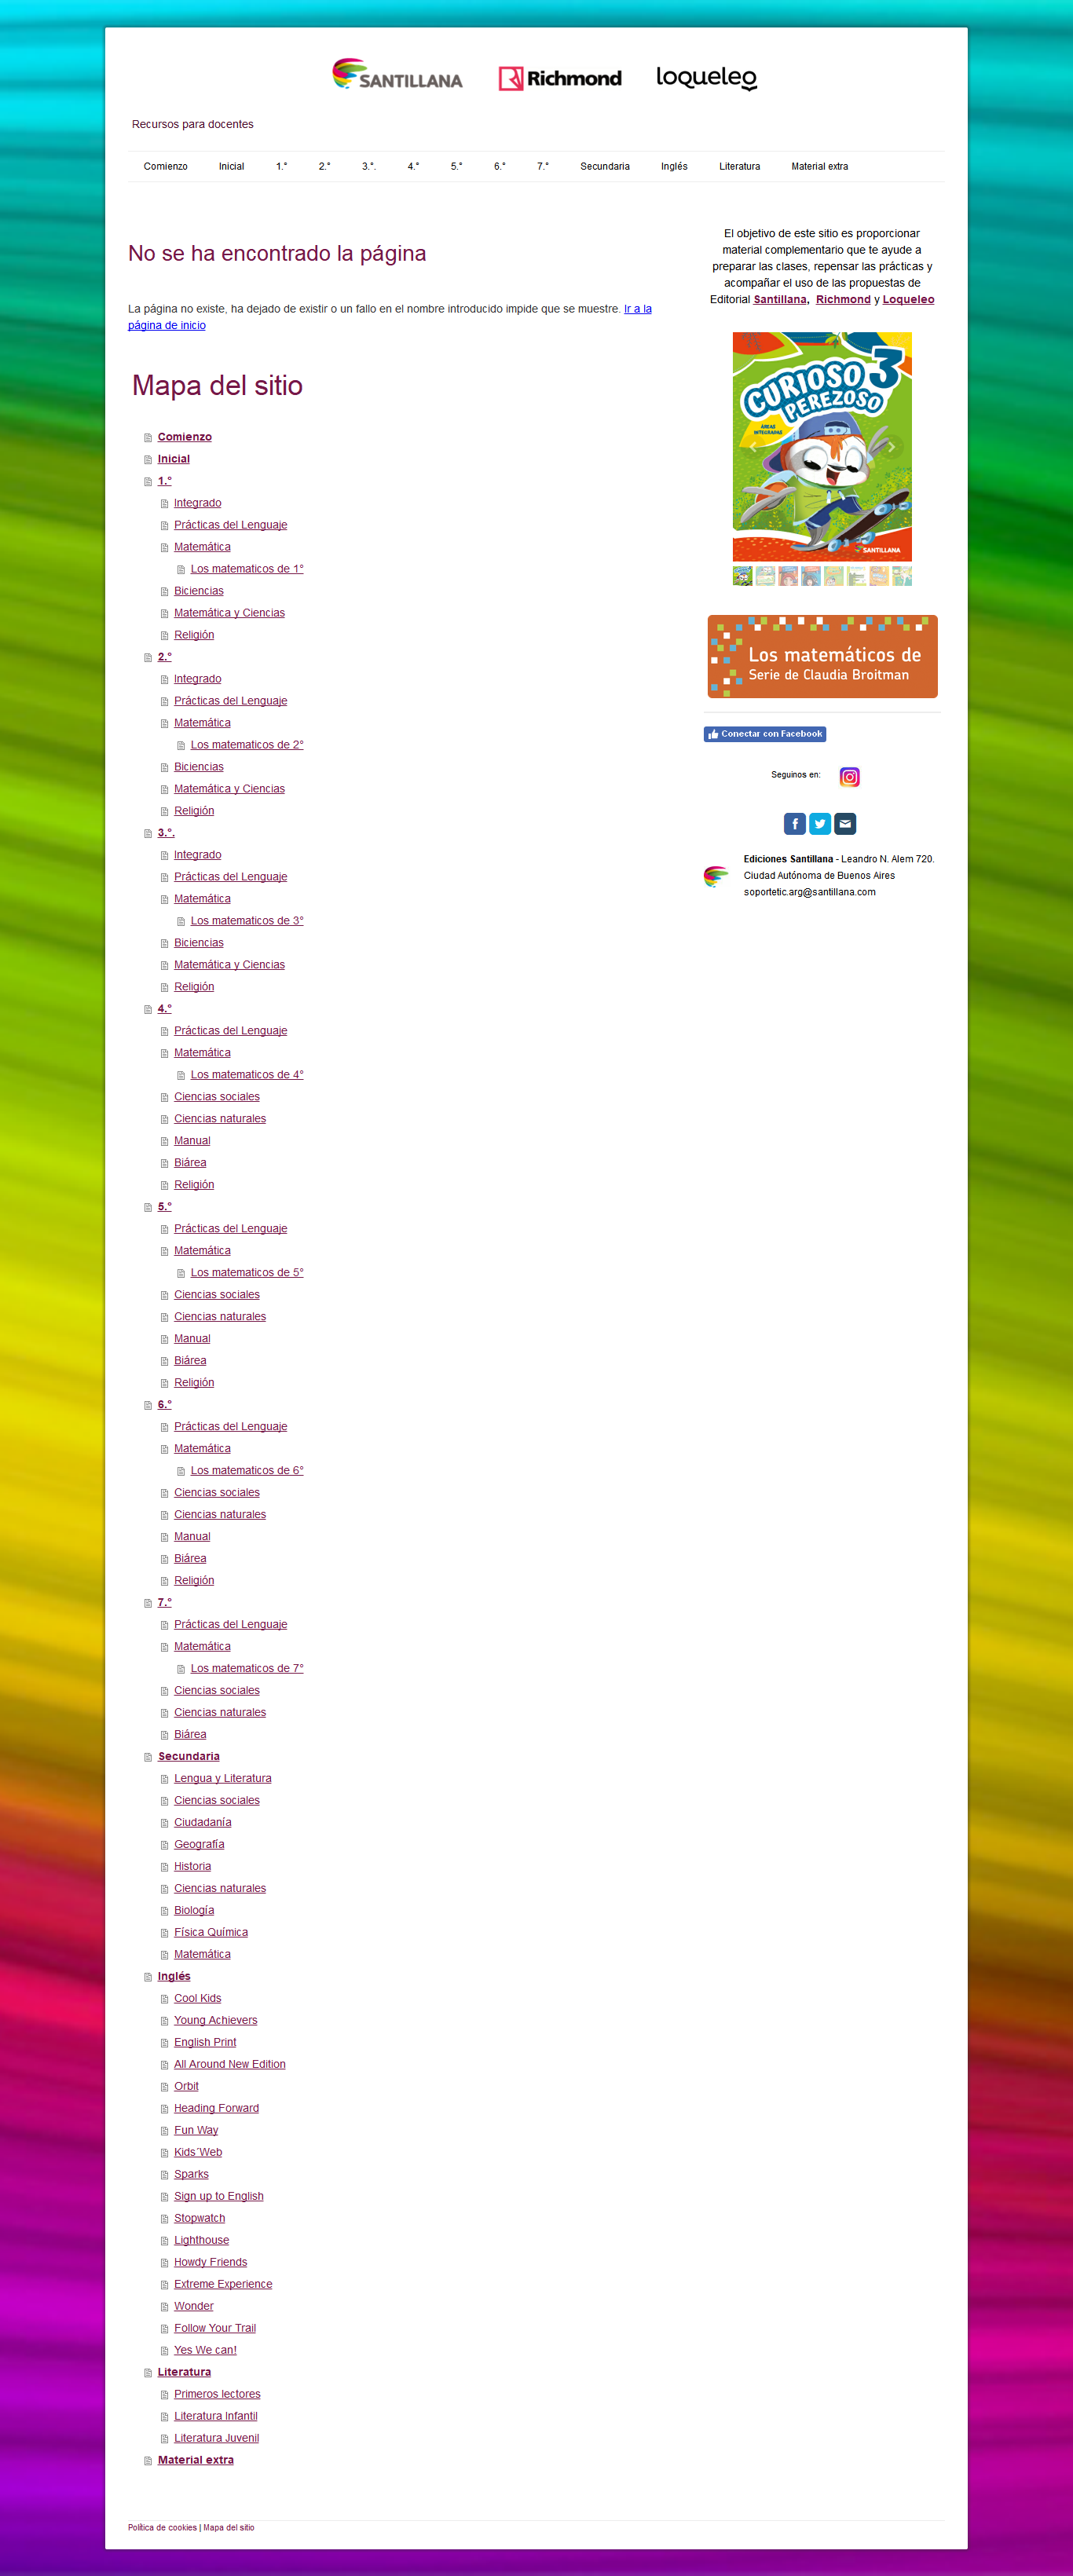 SANTILLANA
Richmond
loqueleo
Recursos para docentes
Comienzo Inicial 1.° 2.° 3.°. 4.° 5.° 6.° 7.° Secundaria Inglés Literatura Material extra
No se ha encontrado la página
La página no existe, ha dejado de existir o un fallo en el nombre introducido impide que se muestre. Ir a la
página de inicio
Mapa del sitio
Comienzo
Inicial
1.°
Integrado
Prácticas del Lenguaje
Matemática
Los matematicos de 1°
Biciencias
Matemática y Ciencias
Religión
2.°
Integrado
Prácticas del Lenguaje
Matemática
Los matematicos de 2°
Biciencias
Matemática y Ciencias
Religión
3.°.
Integrado
Prácticas del Lenguaje
Matemática
Los matematicos de 3°
Biciencias
Matemática y Ciencias
Religión
4.°
Prácticas del Lenguaje
Matemática
Los matematicos de 4°
Ciencias sociales
Ciencias naturales
Manual
Biárea
Religión
5.°
Prácticas del Lenguaje
Matemática
Los matematicos de 5°
Ciencias sociales
Ciencias naturales
Manual
Biárea
Religión
6.°
Prácticas del Lenguaje
Matemática
Los matematicos de 6°
Ciencias sociales
Ciencias naturales
Manual
Biárea
Religión
7.°
Prácticas del Lenguaje
Matemática
Los matematicos de 7°
Ciencias sociales
Ciencias naturales
Biárea
Secundaria
Lengua y Literatura
Ciencias sociales
Ciudadanía
Geografía
Historia
Ciencias naturales
Biología
Física Química
Matemática
Inglés
Cool Kids
Young Achievers
English Print
All Around New Edition
Orbit
Heading Forward
Fun Way
Kids´Web
Sparks
Sign up to English
Stopwatch
Lighthouse
Howdy Friends
Extreme Experience
Wonder
Follow Your Trail
Yes We can!
Literatura
Primeros lectores
Literatura Infantil
Literatura Juvenil
Material extra
El objetivo de este sitio es proporcionar
material complementario que te ayude a
preparar las clases, repensar las prácticas y
acompañar el uso de las propuestas de
Editorial Santillana, Richmond y Loqueleo
CURIOSO 3
PEREZOSO
ÁREAS
INTEGRADAS
SANTILLANA
Los matemáticos de
Serie de Claudia Broitman
Conectar con Facebook
Seguinos en:
Ediciones Santillana - Leandro N. Alem 720.
Ciudad Autónoma de Buenos Aires
soportetic.arg@santillana.com
Política de cookies | Mapa del sitio